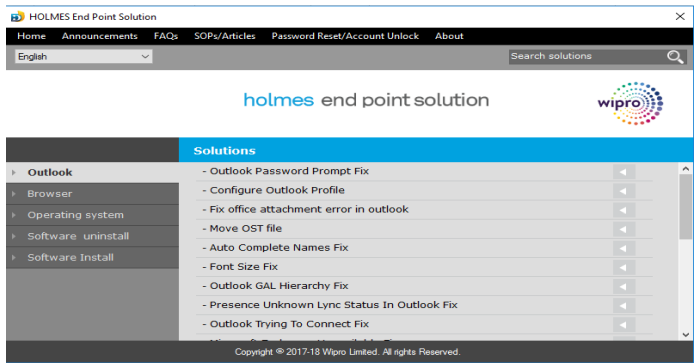 HOLMES End Point Solution
Home Announcements FAQs SOPs/Articles Password Reset/Account Unlock About
English Search solutions
holmes end point solution wipro
Solutions
Outlook
Browser
Operating system
Software uninstall
Software Install
- Outlook Password Prompt Fix
- Configure Outlook Profile
- Fix office attachment error in outlook
- Move OST file
- Auto Complete Names Fix
- Font Size Fix
- Outlook GAL Hierarchy Fix
- Presence Unknown Lync Status In Outlook Fix
- Outlook Trying To Connect Fix
Copyright © 2017-18 Wipro Limited. All rights Reserved.